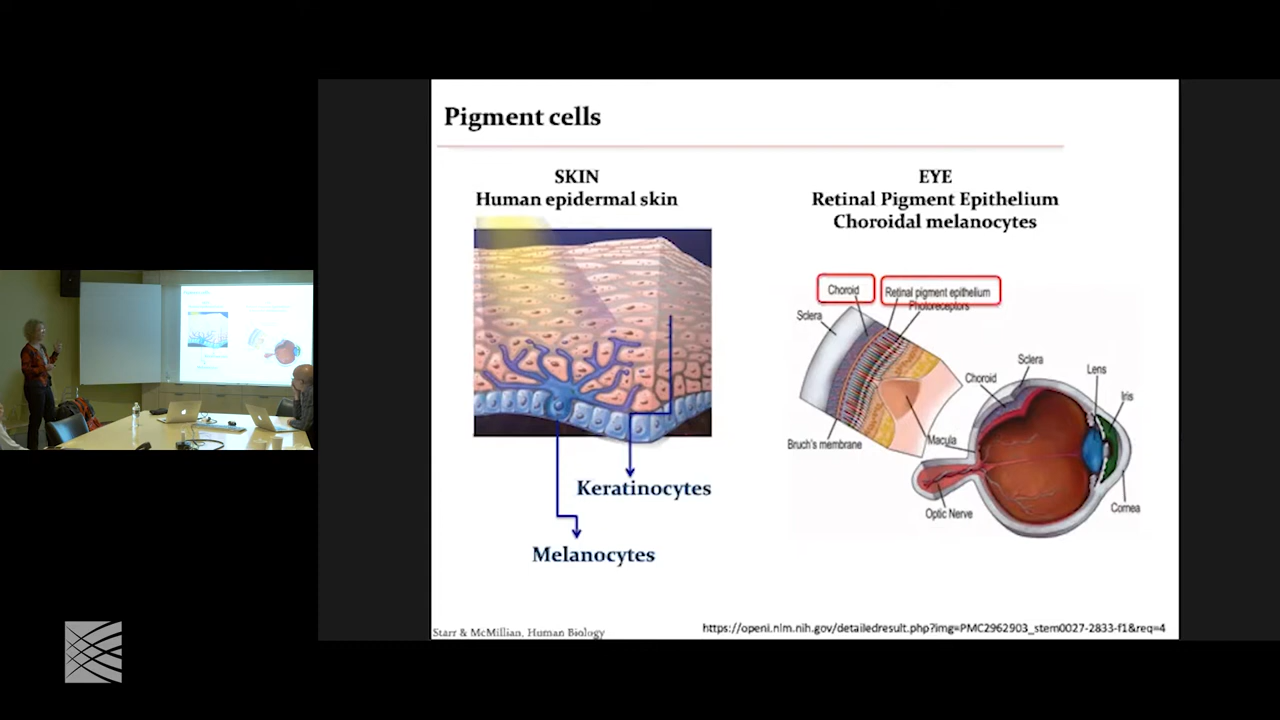 Pigment cells
SKIN
Human epidermal skin
EYE
Retinal Pigment Epithelium
Choroidal melanocytes
Choroid
Retinal pigment epithelium
Photoreceptors
Sclera
Bruch's membrane
Macula
Choroid
Sclera
Lens
Iris
Optic Nerve
Cornea
Keratinocytes
Melanocytes
Starr & McMillian, Human Biology
https://openi.nlm.nih.gov/detailedresult.php?img=PMC2962903_stem0027-2833-f1&req=4